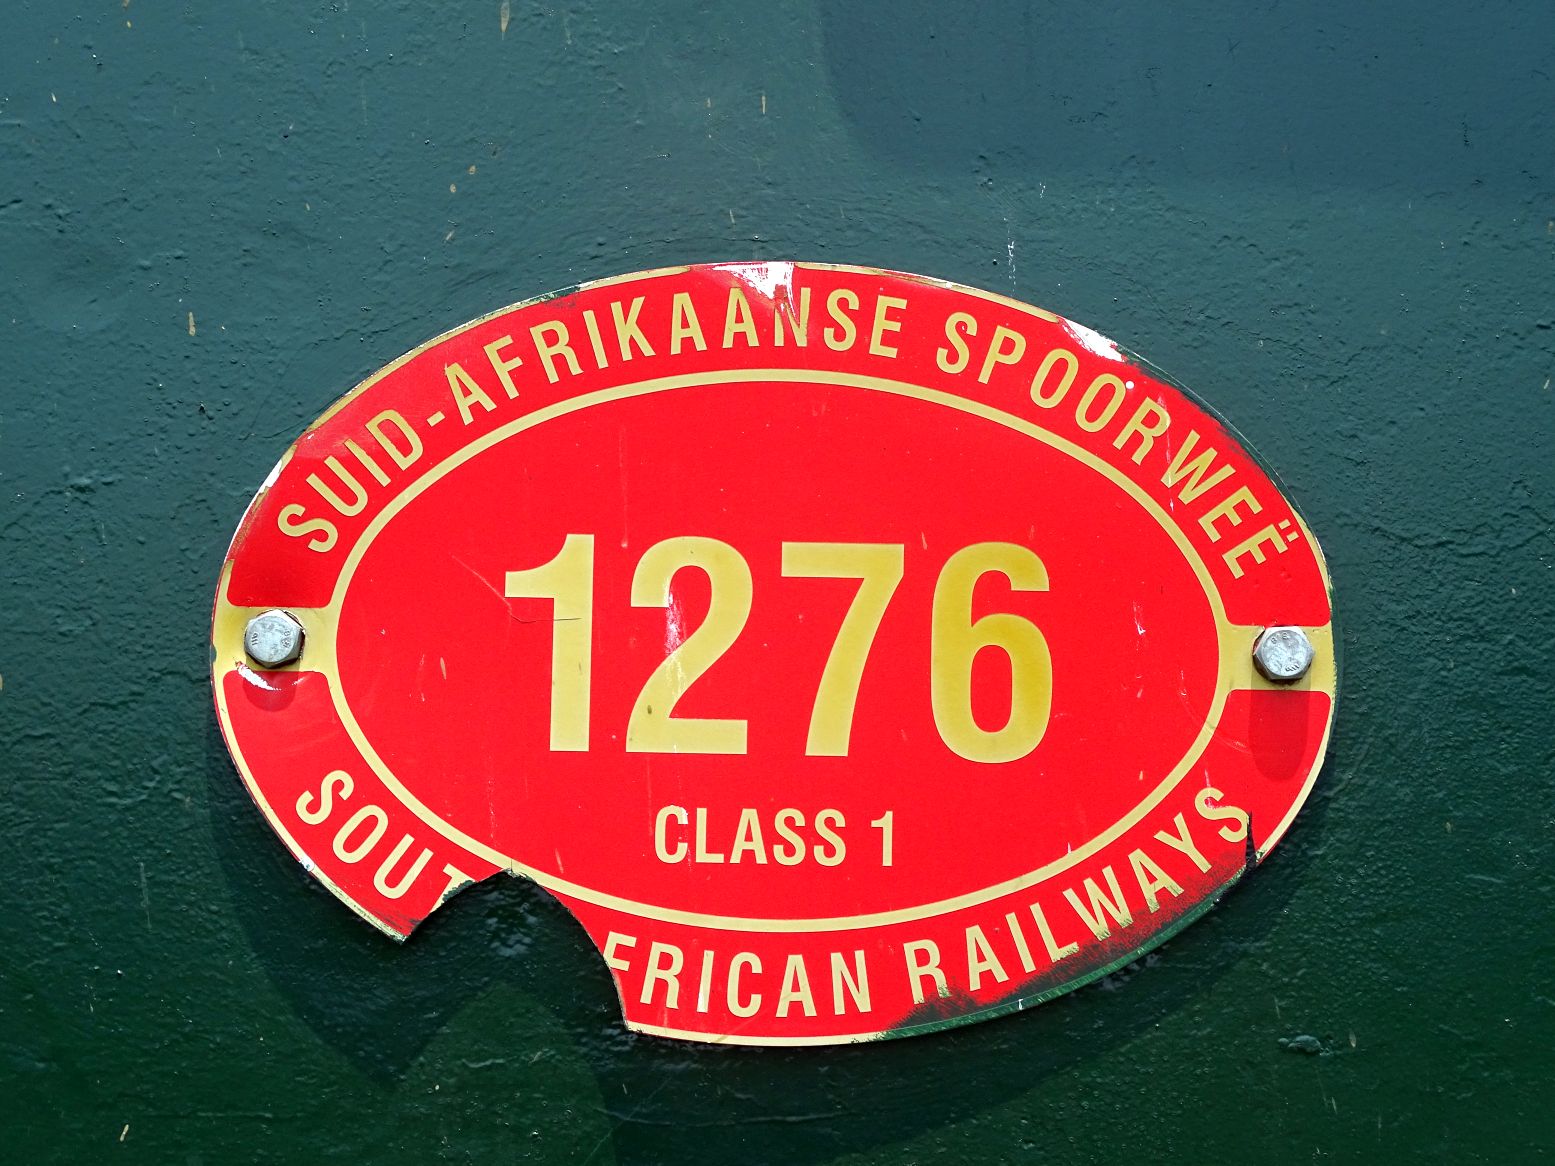 SUID-AFRIKAANSE SPOORWEË
1276
CLASS 1
SOUT FRICAN RAILWAYS